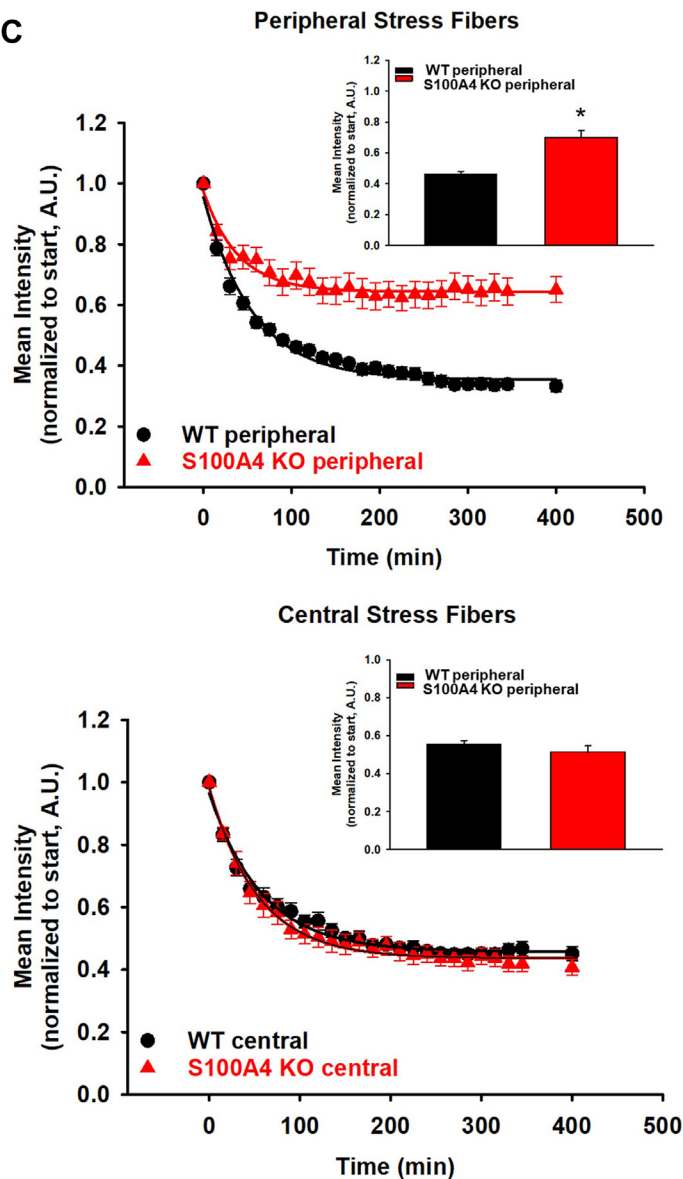 C
Peripheral Stress Fibers
WT peripheral
S100A4 KO peripheral
Mean Intensity
(normalized to start, A.U.)
1.2
1.0
0.8
0.6
0.4
0.2
0.0
*
Mean Intensity
(normalized to start, A.U.)
1.2
1.0
0.8
0.6
0.4
0.2
0.0
WT peripheral
S100A4 KO peripheral
0 100 200 300 400 500
Time (min)
Central Stress Fibers
WT peripheral
S100A4 KO peripheral
Mean Intensity
(normalized to start, A.U.)
1.0
0.8
0.6
0.4
0.2
0.0
Mean Intensity
(normalized to start, A.U.)
1.2
1.0
0.8
0.6
0.4
0.2
0.0
WT central
S100A4 KO central
0 100 200 300 400 500
Time (min)